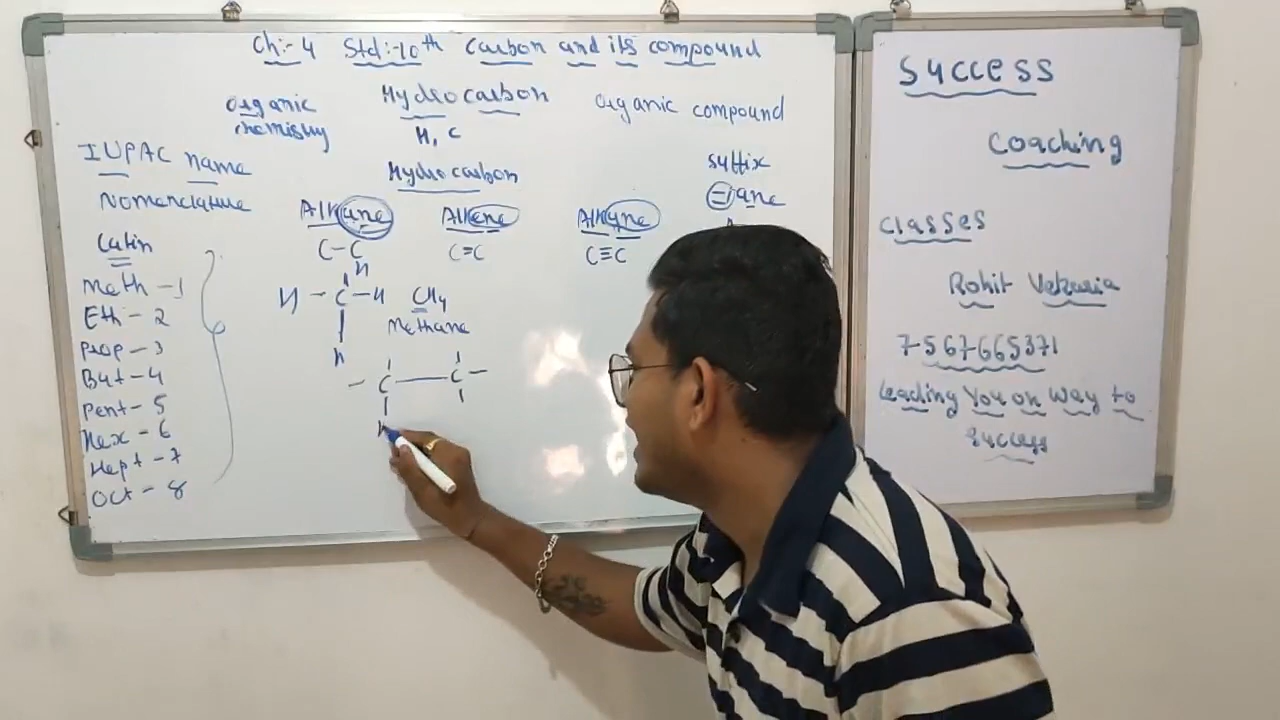 Ch:- 4 Std:-10th Carbon and its compound
Organic chemistry
Hydrocarbon
H, C
Organic compound
IUPAC name
Nomenclature
Latin
Meth - 1
Eth - 2
Prop - 3
But - 4
Pent - 5
Hex - 6
Hept - 7
Oct - 8
Hydrocarbon
Alkane
C-C
Alkene
C=C
Alkyne
C≡C
Suffix
ane
H
H - C - H CH4
H
Methane
- C — C -
H
Success
Coaching
Classes
Rohit Vekaria
7567665371
Leading You on Way to
Success